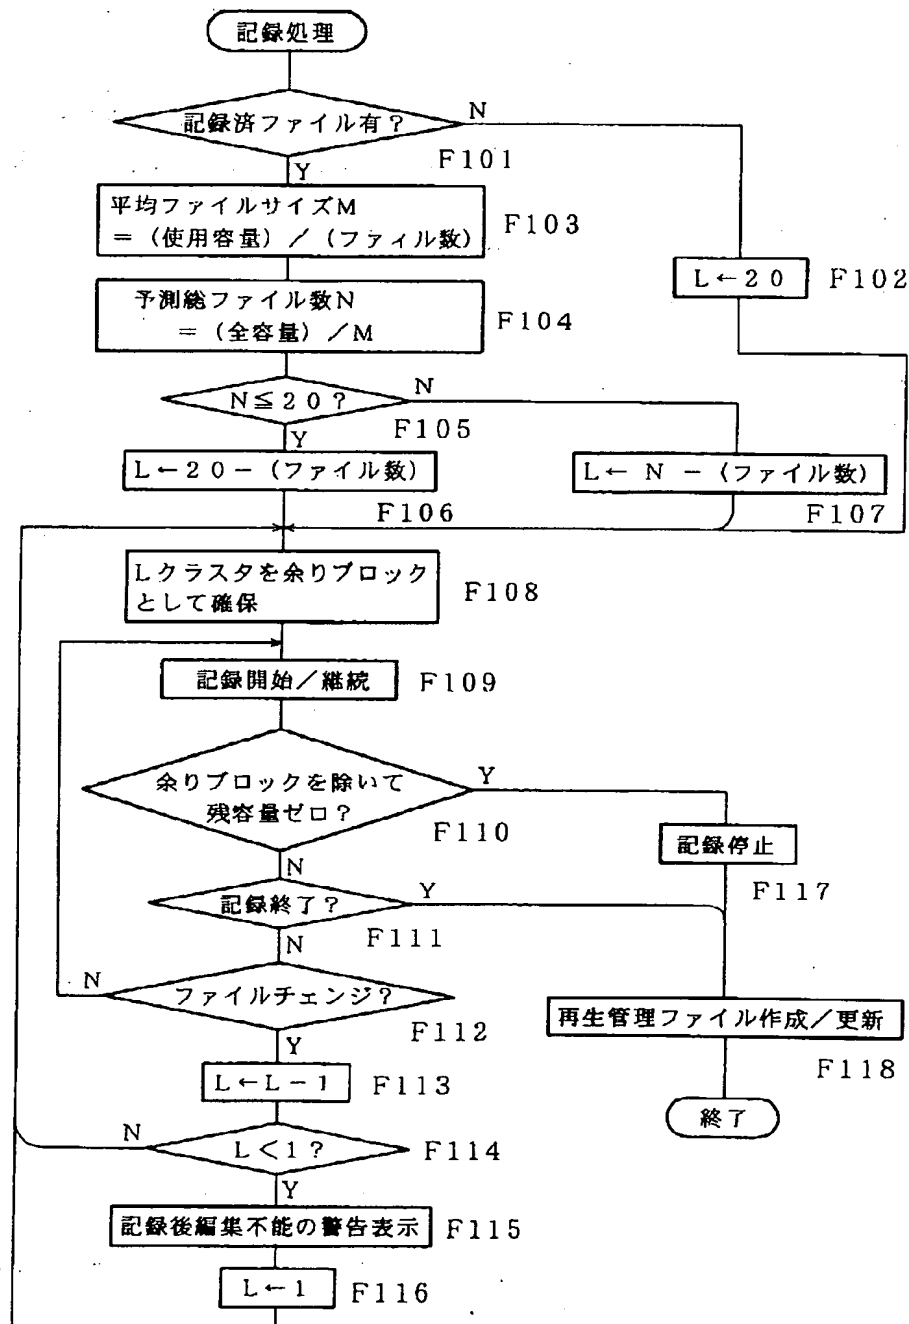 記録処理
記録済ファイル有？
N
F101
Y
平均ファイルサイズM
＝（使用容量）／（ファィル数）
F103
L←20
F102
予測総ファイル数N
＝（全容量）／M
F104
N≦20？
N
F105
Y
L←20－（ファイル数）
F106
L← N －（ファイル数）
F107
Lクラスタを余りブロック
として確保
F108
記録開始／継続
F109
余りブロックを除いて
残容量ゼロ？
Y
F110
N
記録停止
F117
記録終了？
Y
F111
N
ファイルチェンジ？
N
F112
Y
再生管理ファイル作成／更新
F118
L←L－1
F113
終了
L＜1？
N
F114
Y
記録後編集不能の警告表示
F115
L←1
F116